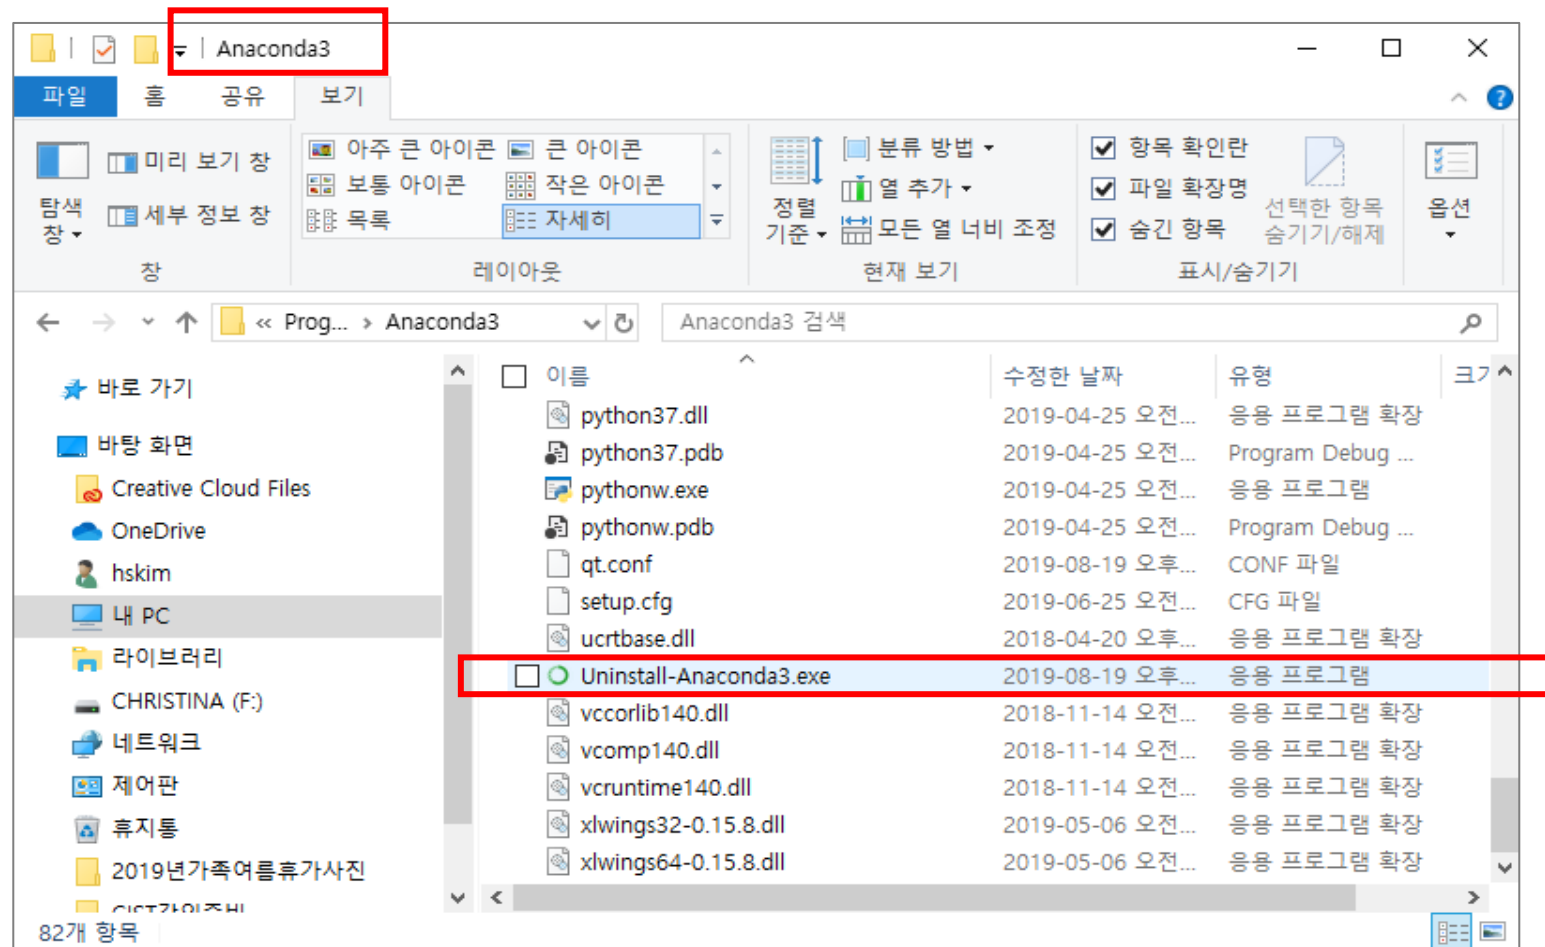 Anaconda3
파일 홈 공유 보기
미리 보기 창
세부 정보 창
탐색 창
아주 큰 아이콘 큰 아이콘
보통 아이콘 작은 아이콘
목록 자세히
정렬 기준
분류 방법
열 추가
모든 열 너비 조정
항목 확인란
파일 확장명
숨긴 항목
선택한 항목 숨기기/해제
옵션
창 레이아웃 현재 보기 표시/숨기기
« Prog... > Anaconda3 Anaconda3 검색
바로 가기
바탕 화면
Creative Cloud Files
OneDrive
hskim
내 PC
라이브러리
CHRISTINA (F:)
네트워크
제어판
휴지통
2019년가족여름휴가사진
이름 수정한 날짜 유형 크기
python37.dll 2019-04-25 오전... 응용 프로그램 확장
python37.pdb 2019-04-25 오전... Program Debug ...
pythonw.exe 2019-04-25 오전... 응용 프로그램
pythonw.pdb 2019-04-25 오전... Program Debug ...
qt.conf 2019-08-19 오후... CONF 파일
setup.cfg 2019-06-25 오전... CFG 파일
ucrtbase.dll 2018-04-20 오후... 응용 프로그램 확장
Uninstall-Anaconda3.exe 2019-08-19 오후... 응용 프로그램
vccorlib140.dll 2018-11-14 오전... 응용 프로그램 확장
vcomp140.dll 2018-11-14 오전... 응용 프로그램 확장
vcruntime140.dll 2018-11-14 오전... 응용 프로그램 확장
xlwings32-0.15.8.dll 2019-05-06 오전... 응용 프로그램 확장
xlwings64-0.15.8.dll 2019-05-06 오전... 응용 프로그램 확장
82개 항목